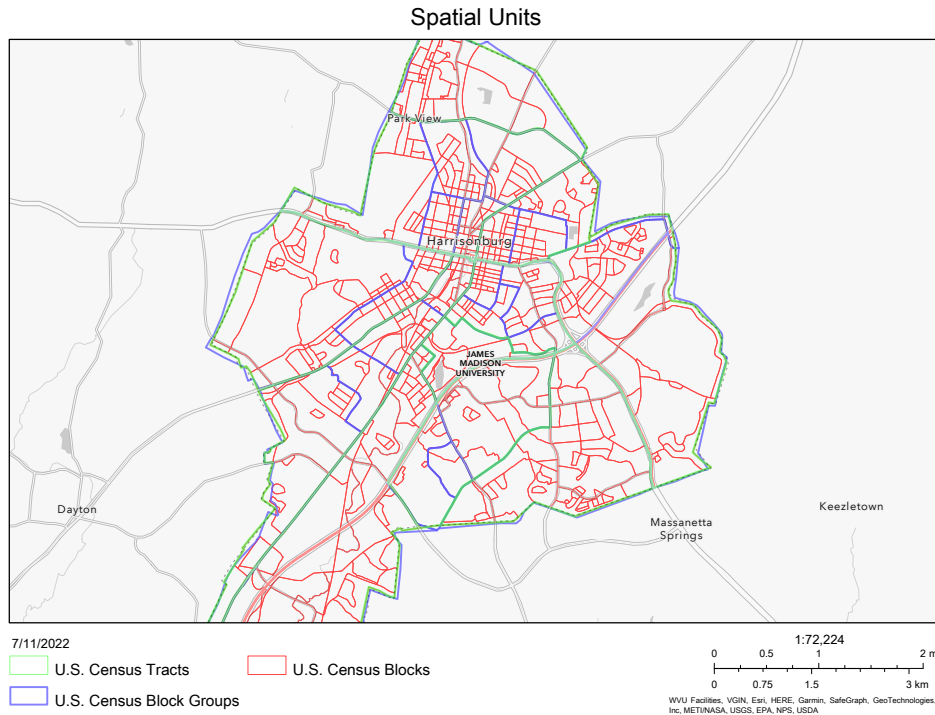 Spatial Units
Park View
Harrisonburg
JAMES
MADISON
UNIVERSITY
Dayton
Keezletown
Massanetta
Springs
7/11/2022
U.S. Census Tracts
U.S. Census Blocks
U.S. Census Block Groups
1:72,224
0 0.5 1 2 m
0 0.75 1.5 3 km
WVU Facilities, VGIN, Esri, HERE, Garmin, SafeGraph, GeoTechnologies,
Inc, METI/NASA, USGS, EPA, NPS, USDA